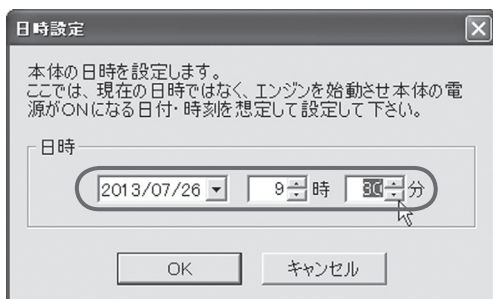 日時設定
本体の日時を設定します。
ここでは、現在の日時ではなく、エンジンを始動させ本体の電
源がONになる日付・時刻を想定して設定して下さい。
日時
2013/07/26 9 時 30 分
OK キャンセル